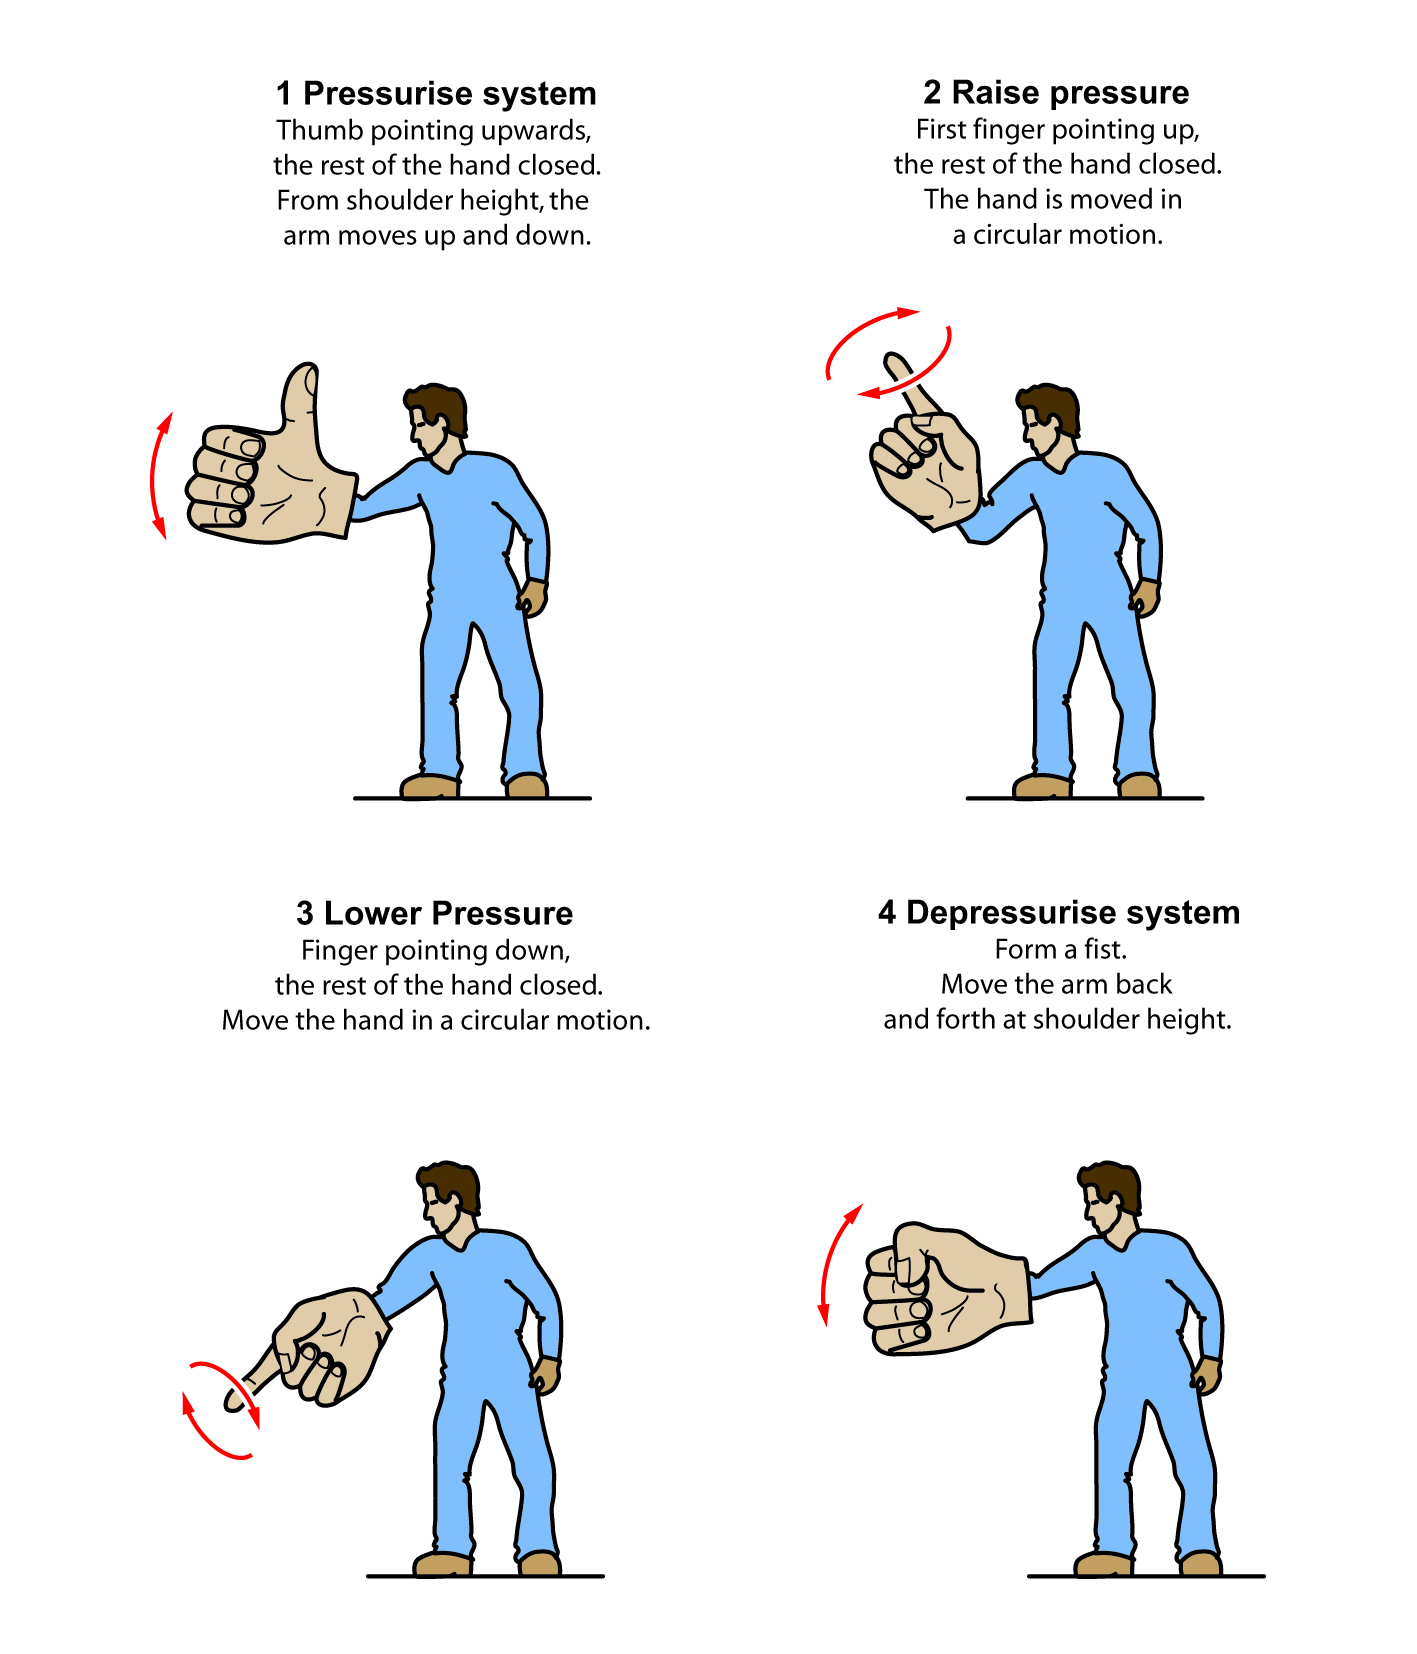 1 Pressurise system
Thumb pointing upwards,
the rest of the hand closed.
From shoulder height, the
arm moves up and down.
2 Raise pressure
First finger pointing up,
the rest of the hand closed.
The hand is moved in
a circular motion.
3 Lower Pressure
Finger pointing down,
the rest of the hand closed.
Move the hand in a circular motion.
4 Depressurise system
Form a fist.
Move the arm back
and forth at shoulder height.